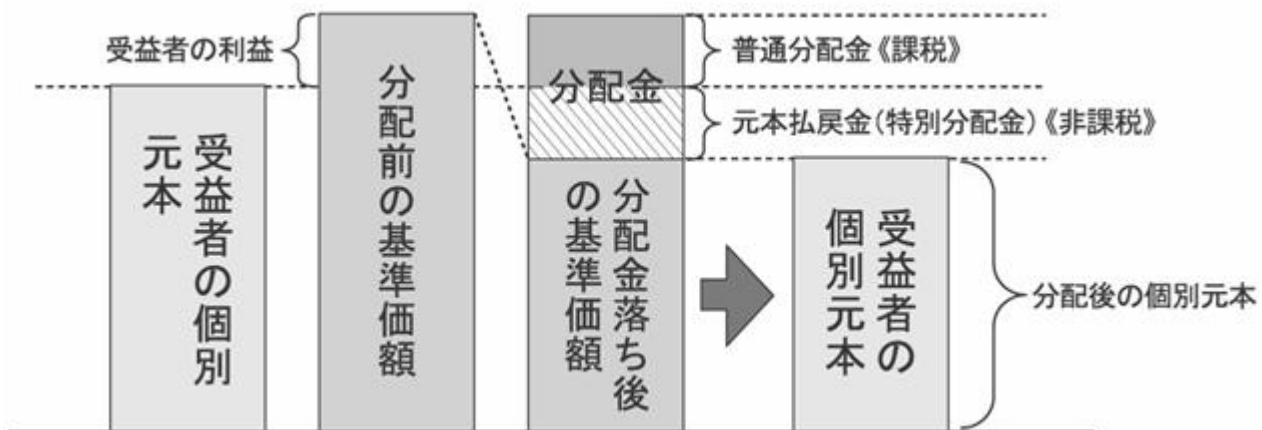 受益者の利益
受益者の個別
元本
分配前の基準価額
分配金
分配金落ち後
の基準価額
普通分配金《課税》
元本払戻金(特別分配金)《非課税》
受益者の
個別元本
分配後の個別元本